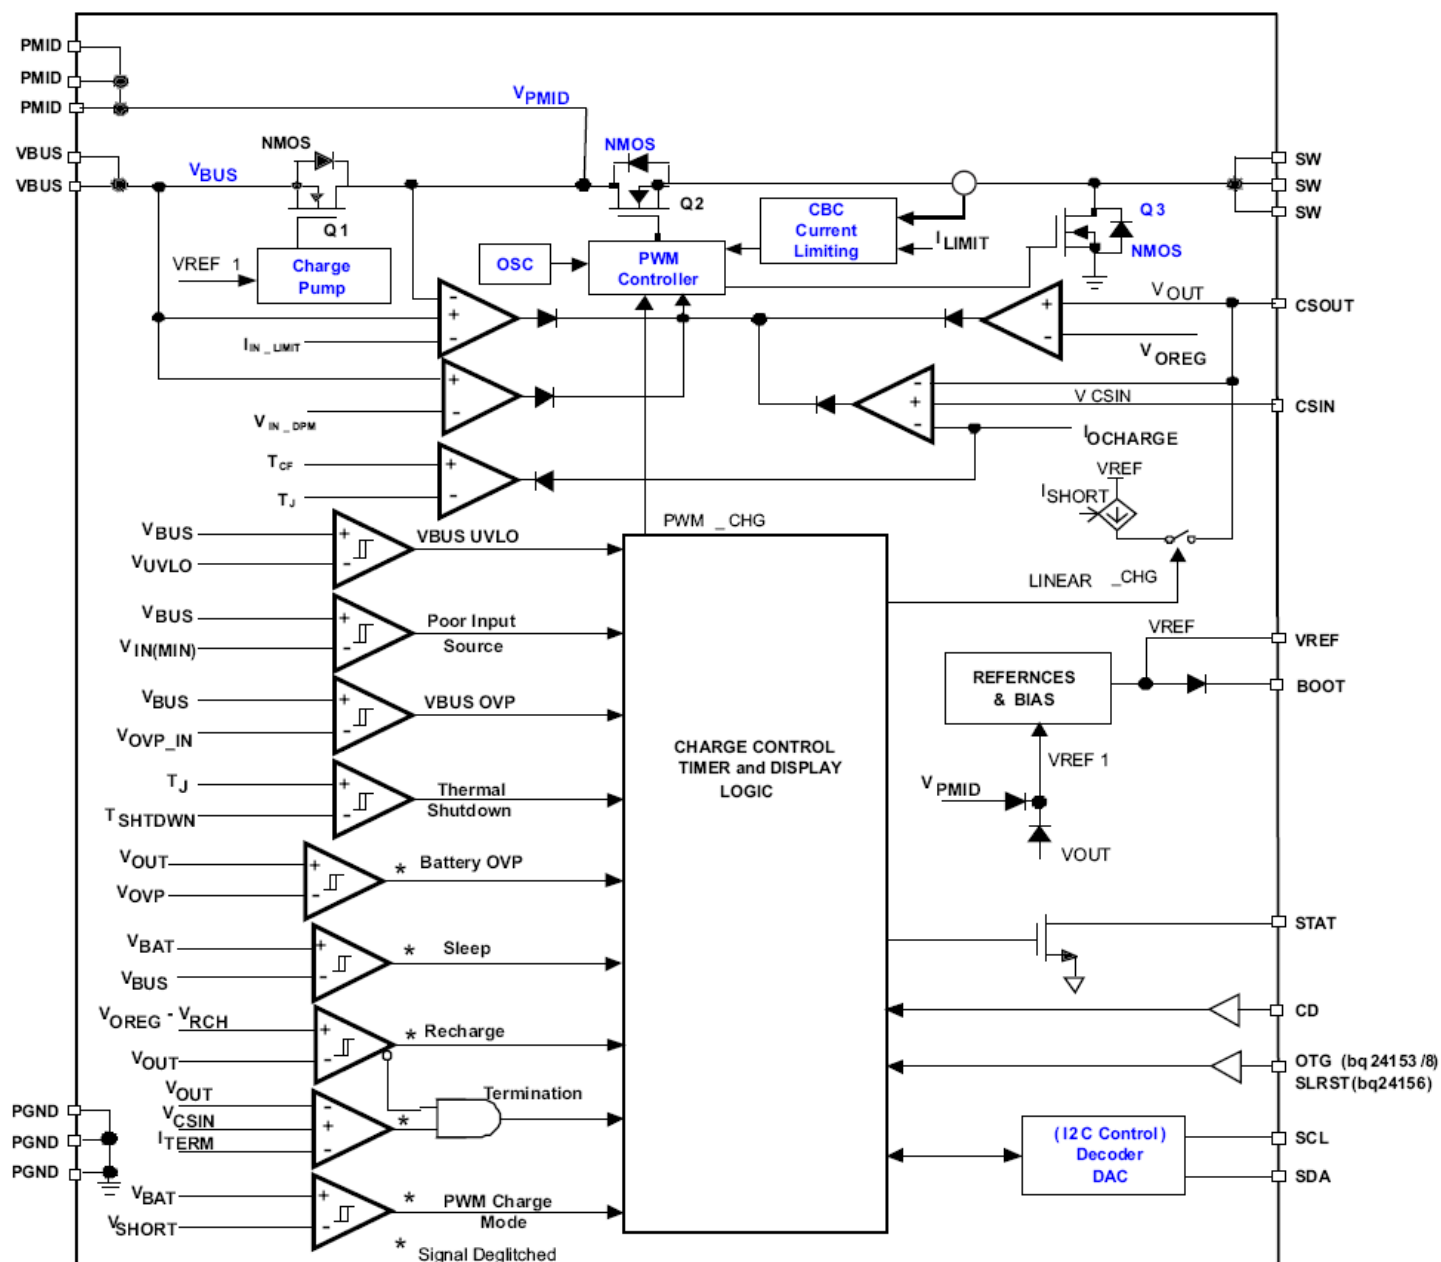 PMID
PMID
PMID
VPMID
VBUS
VBUS
VBUS
NMOS
NMOS
Q1
Q2
Q3
NMOS
SW
SW
SW
CBC
Current
Limiting
ILIMIT
VREF 1
Charge
Pump
OSC
PWM
Controller
- + -
IIN_LIMIT
+ -
VOUT
VOREG
CSOUT
+ -
VIN_DPM
- + -
VCSIN
CSIN
IOCHARGE
+ -
TCF
TJ
VREF
ISHORT
PWM _CHG
LINEAR _CHG
VBUS
VUVLO
+ -
VBUS UVLO
VBUS
VIN(MIN)
+ -
Poor Input
Source
VBUS
VOVP_IN
+ -
VBUS OVP
TJ
TSHTDWN
+ -
Thermal
Shutdown
VOUT
VOVP
+ -
* Battery OVP
VBAT
VBUS
+ -
* Sleep
VOREG - VRCH
VOUT
+ -
* Recharge
VOUT
VCSIN
ITERM
- + -
*
Termination
VBAT
VSHORT
+ -
* PWM Charge
Mode
* Signal Deglitched
PGND
PGND
PGND
CHARGE CONTROL
TIMER and DISPLAY
LOGIC
VREF
VREF
REFERNCES
& BIAS
BOOT
VREF 1
VPMID
VOUT
STAT
CD
OTG (bq24153/8)
SLRST(bq24156)
(I2C Control)
Decoder
DAC
SCL
SDA